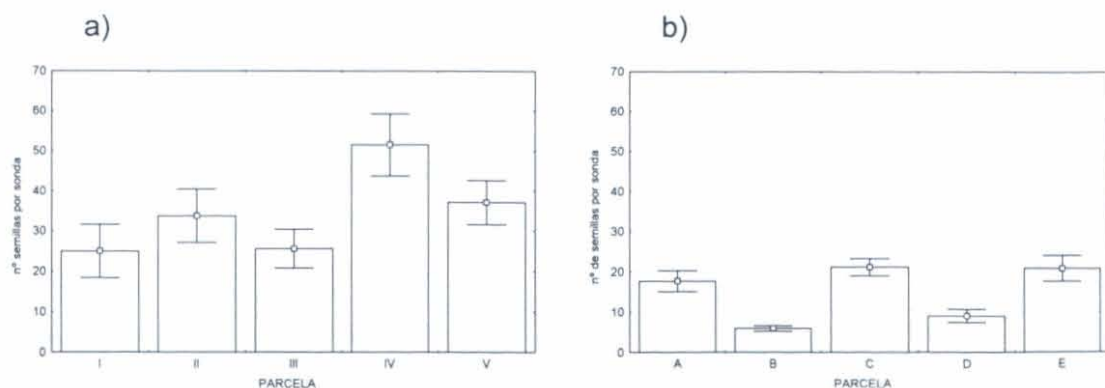 a)
70
60
50
40
30
20
10
0
nº semillas por sonda
I II III IV V
PARCELA
b)
70
60
50
40
30
20
10
0
nº de semillas por sonda
A B C D E
PARCELA